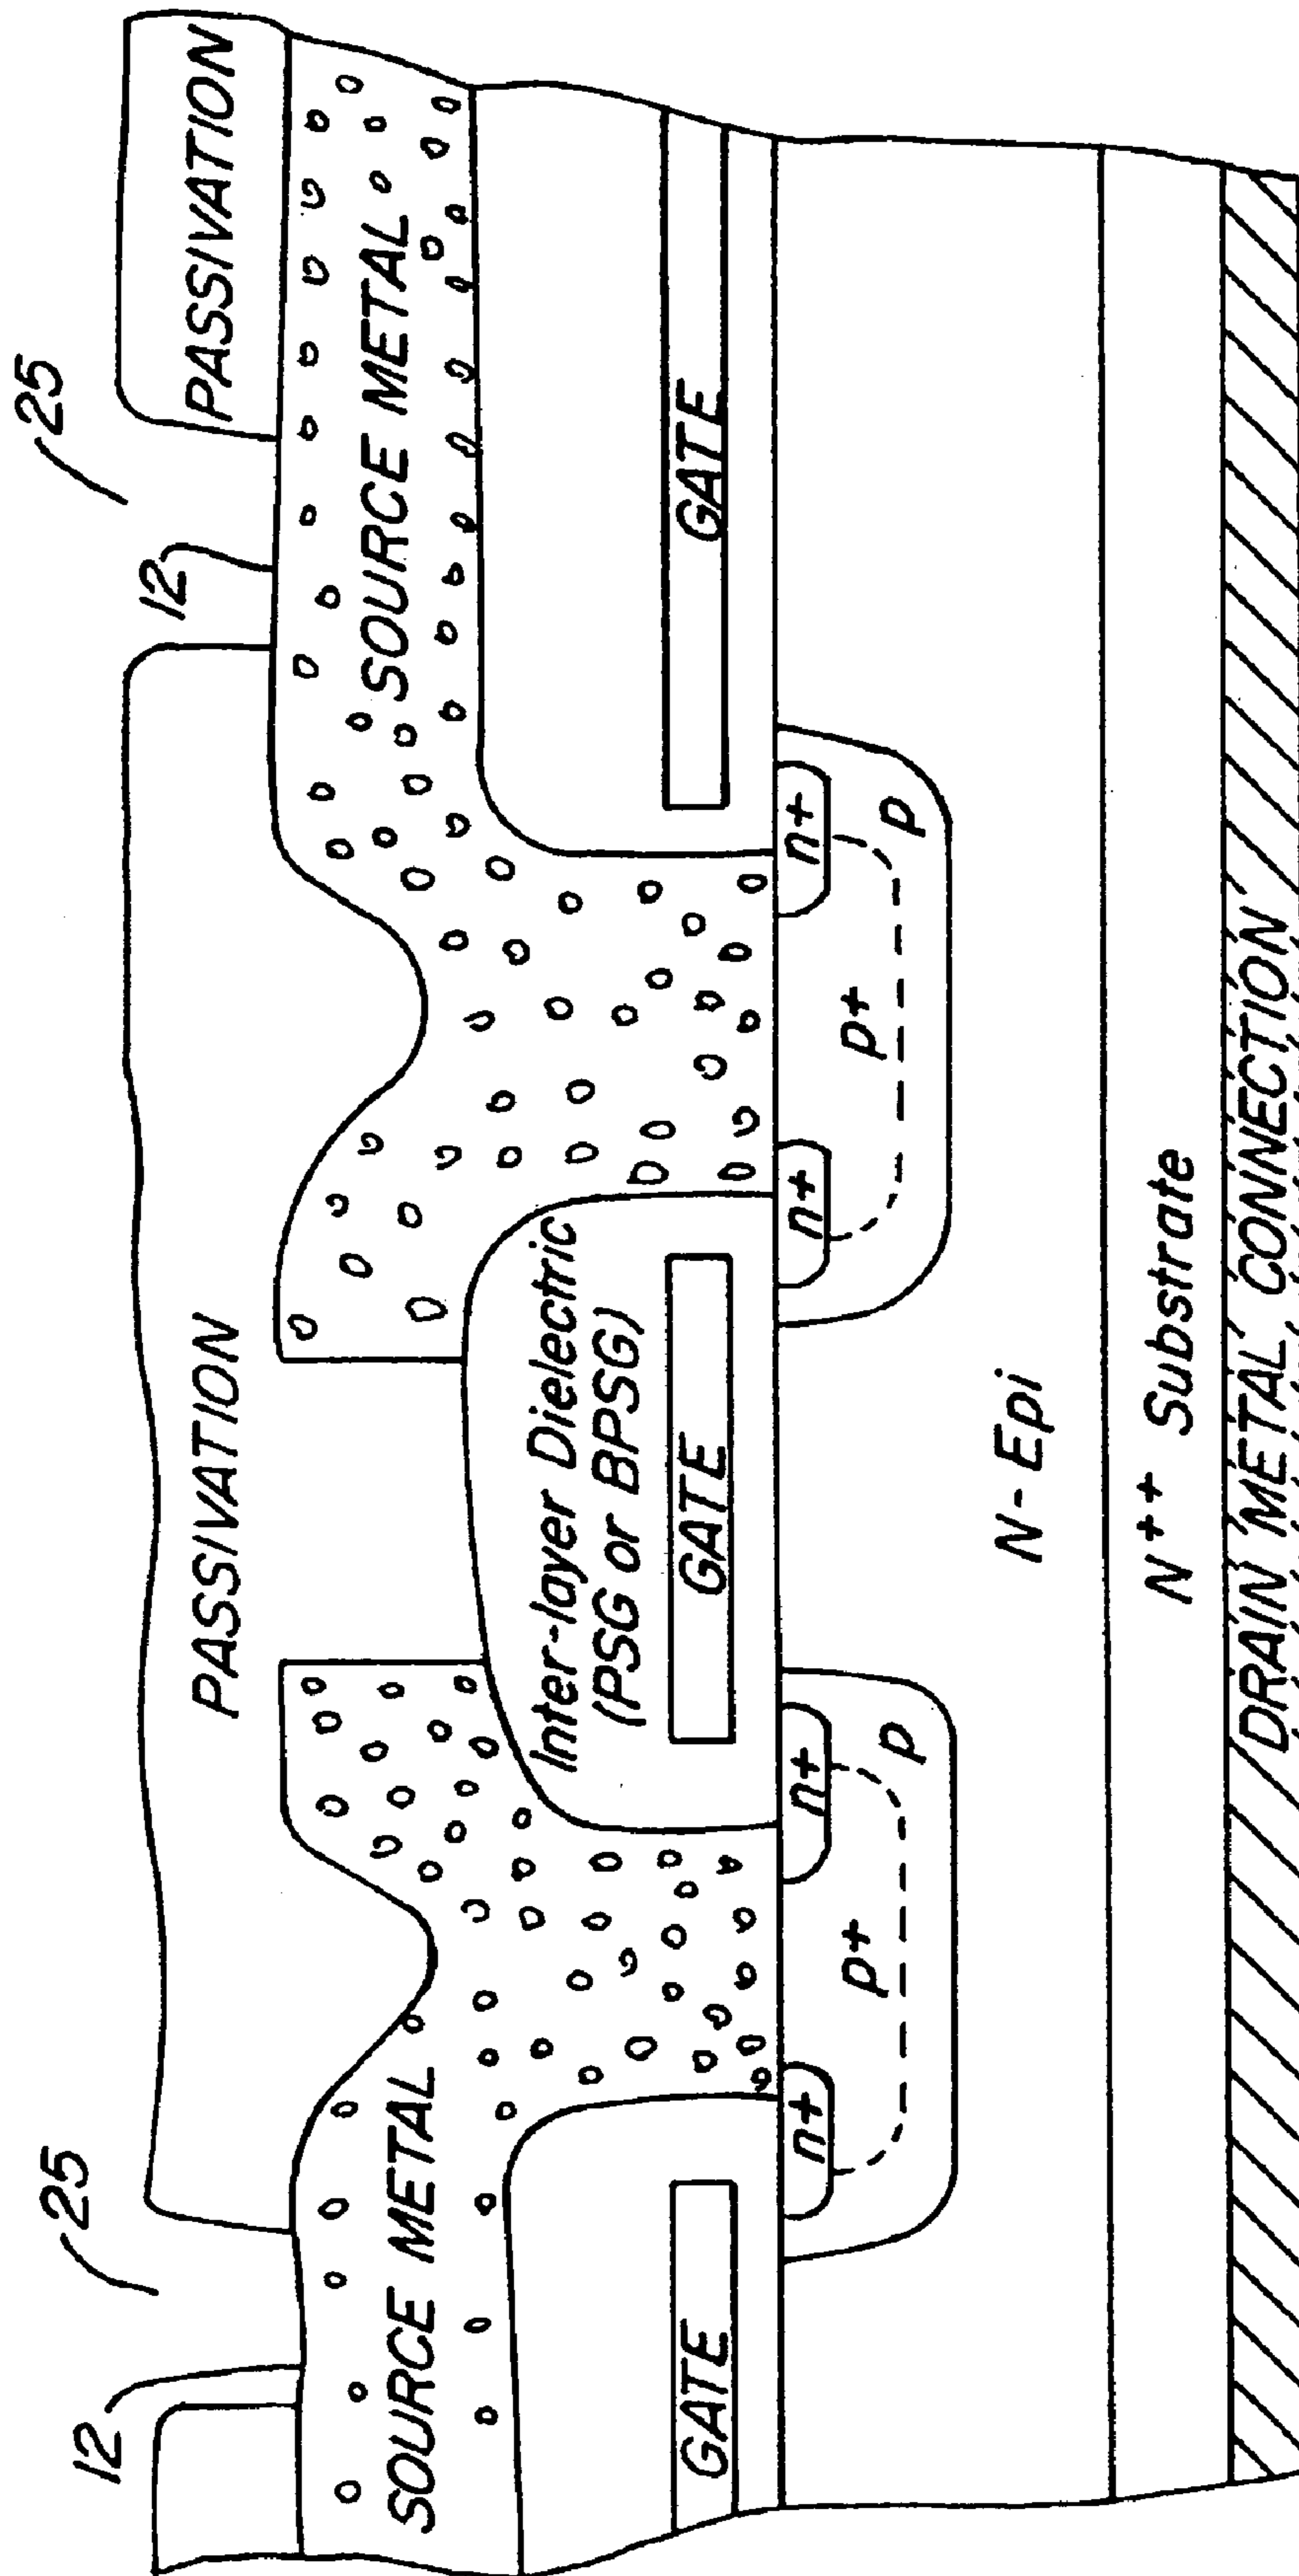 25
25
12
12
PASSIVATION
PASSIVATION
SOURCE METAL
SOURCE METAL
Inter-layer Dielectric
(PSG or BPSG)
GATE
GATE
GATE
n+
n+
n+
n+
p+
p
p+
p
N-Epi
N++ Substrate
DRAIN METAL CONNECTION